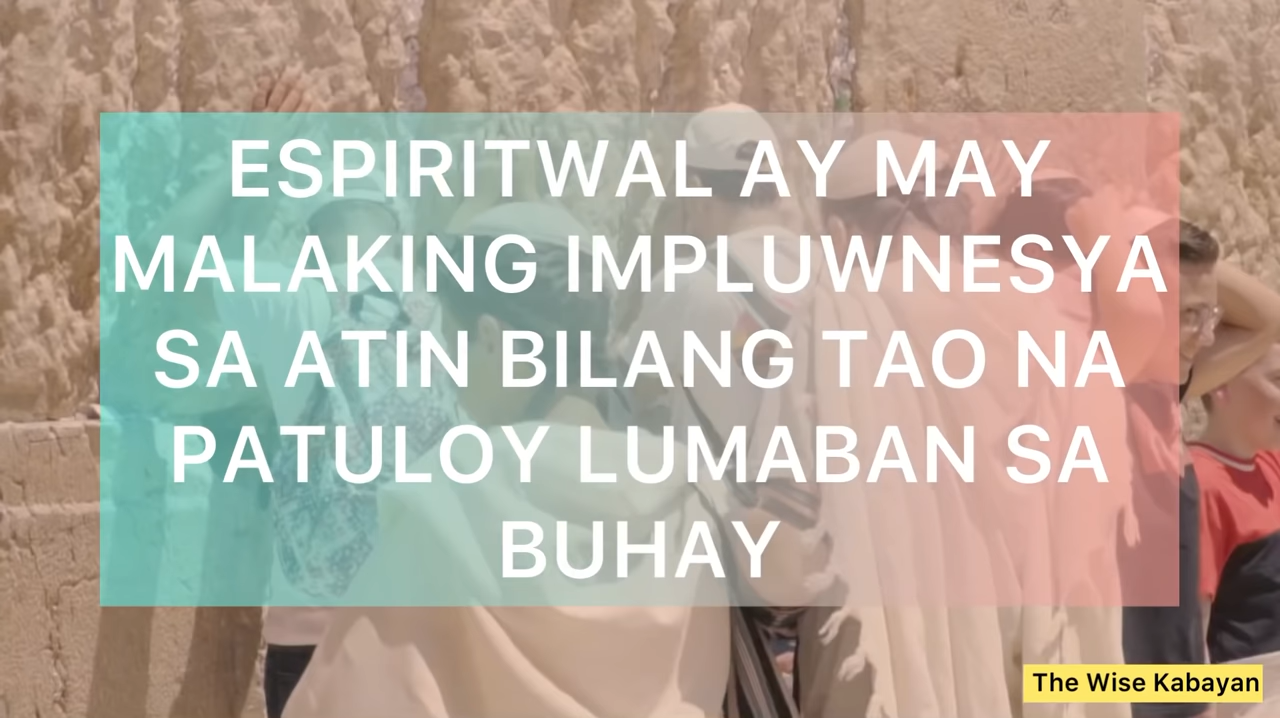 ESPIRITWAL AY MAY
MALAKING IMPLUWNESYA
SA ATIN BILANG TAO NA
PATULOY LUMABAN SA
BUHAY
The Wise Kabayan